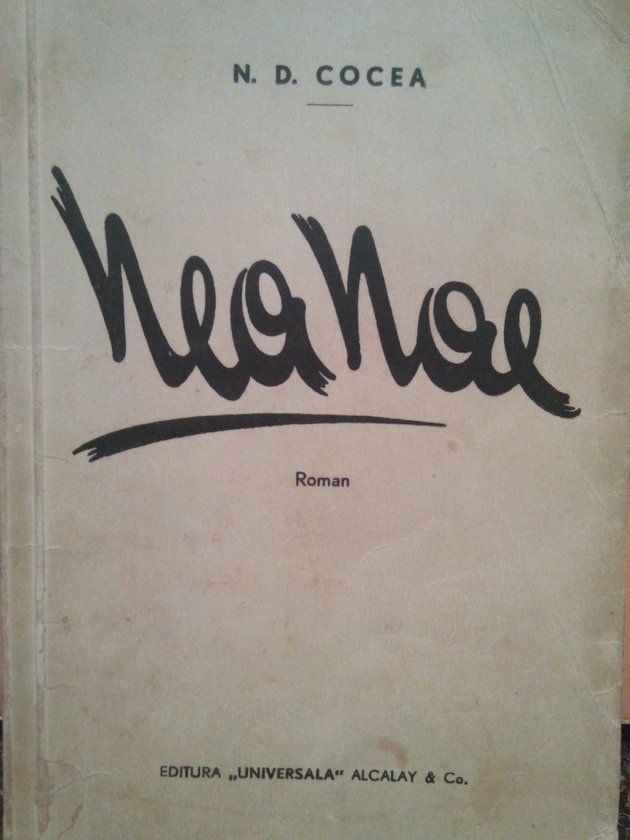 N. D. COCEA
Nea Nae
Roman
EDITURA „UNIVERSALA“ ALCALAY & Co.